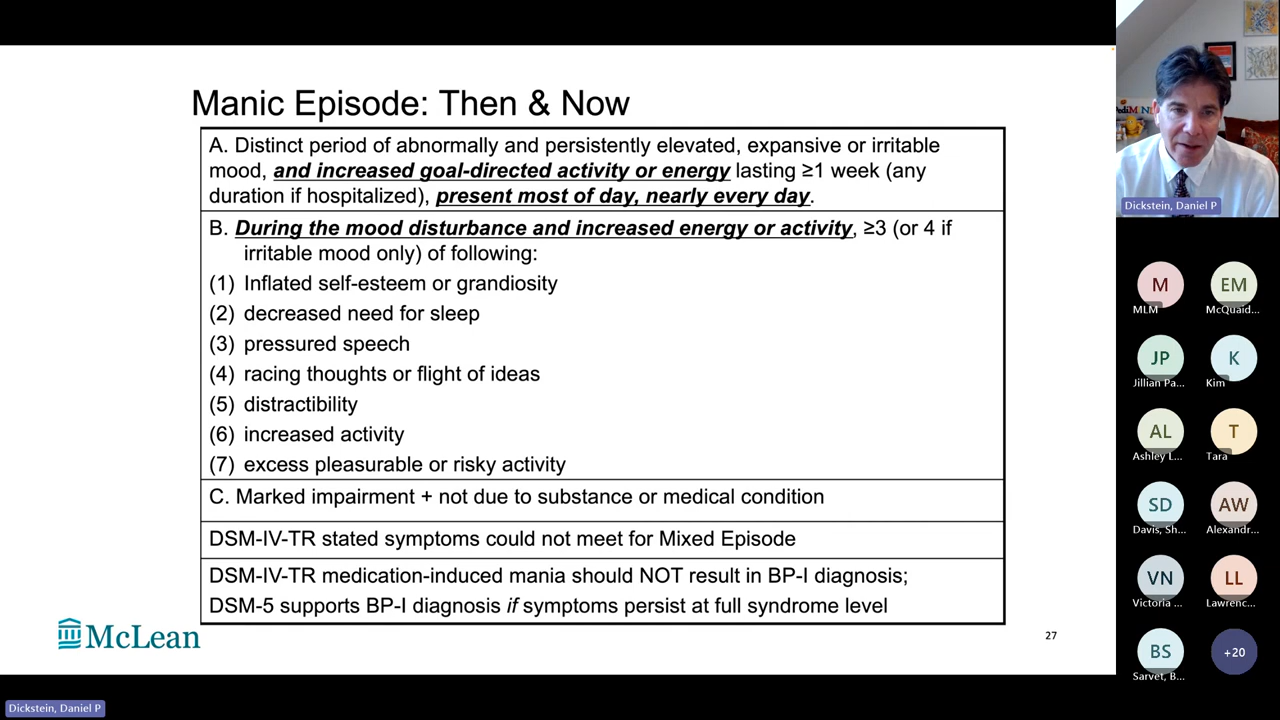 Manic Episode: Then & Now
A. Distinct period of abnormally and persistently elevated, expansive or irritable
mood, and increased goal-directed activity or energy lasting ≥1 week (any
duration if hospitalized), present most of day, nearly every day.
B. During the mood disturbance and increased energy or activity, ≥3 (or 4 if
irritable mood only) of following:
(1) Inflated self-esteem or grandiosity
(2) decreased need for sleep
(3) pressured speech
(4) racing thoughts or flight of ideas
(5) distractibility
(6) increased activity
(7) excess pleasurable or risky activity
C. Marked impairment + not due to substance or medical condition
DSM-IV-TR stated symptoms could not meet for Mixed Episode
DSM-IV-TR medication-induced mania should NOT result in BP-I diagnosis;
DSM-5 supports BP-I diagnosis if symptoms persist at full syndrome level
McLean
27
Dickstein, Daniel P
M
MLM
EM
McQuaid...
JP
Jillian Pa...
K
Kim
AL
Ashley L...
T
Tara
SD
Davis, Sh...
AW
Alexandr...
VN
Victoria ...
LL
Lawrenc...
BS
Sarvet, B...
+20
Dickstein, Daniel P